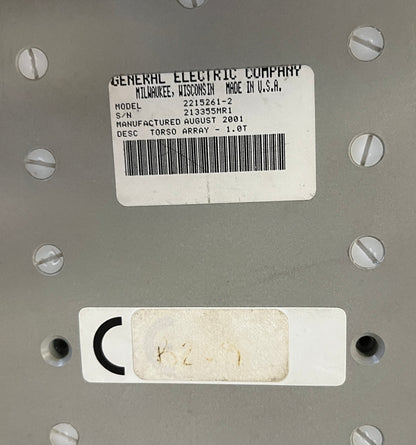 GENERAL ELECTRIC COMPANY
MILWAUKEE, WISCONSIN MADE IN U.S.A.
MODEL 2215261-2
S/N 213355MR1
MANUFACTURED AUGUST 2001
DESC TORSO ARRAY - 1.0T
C